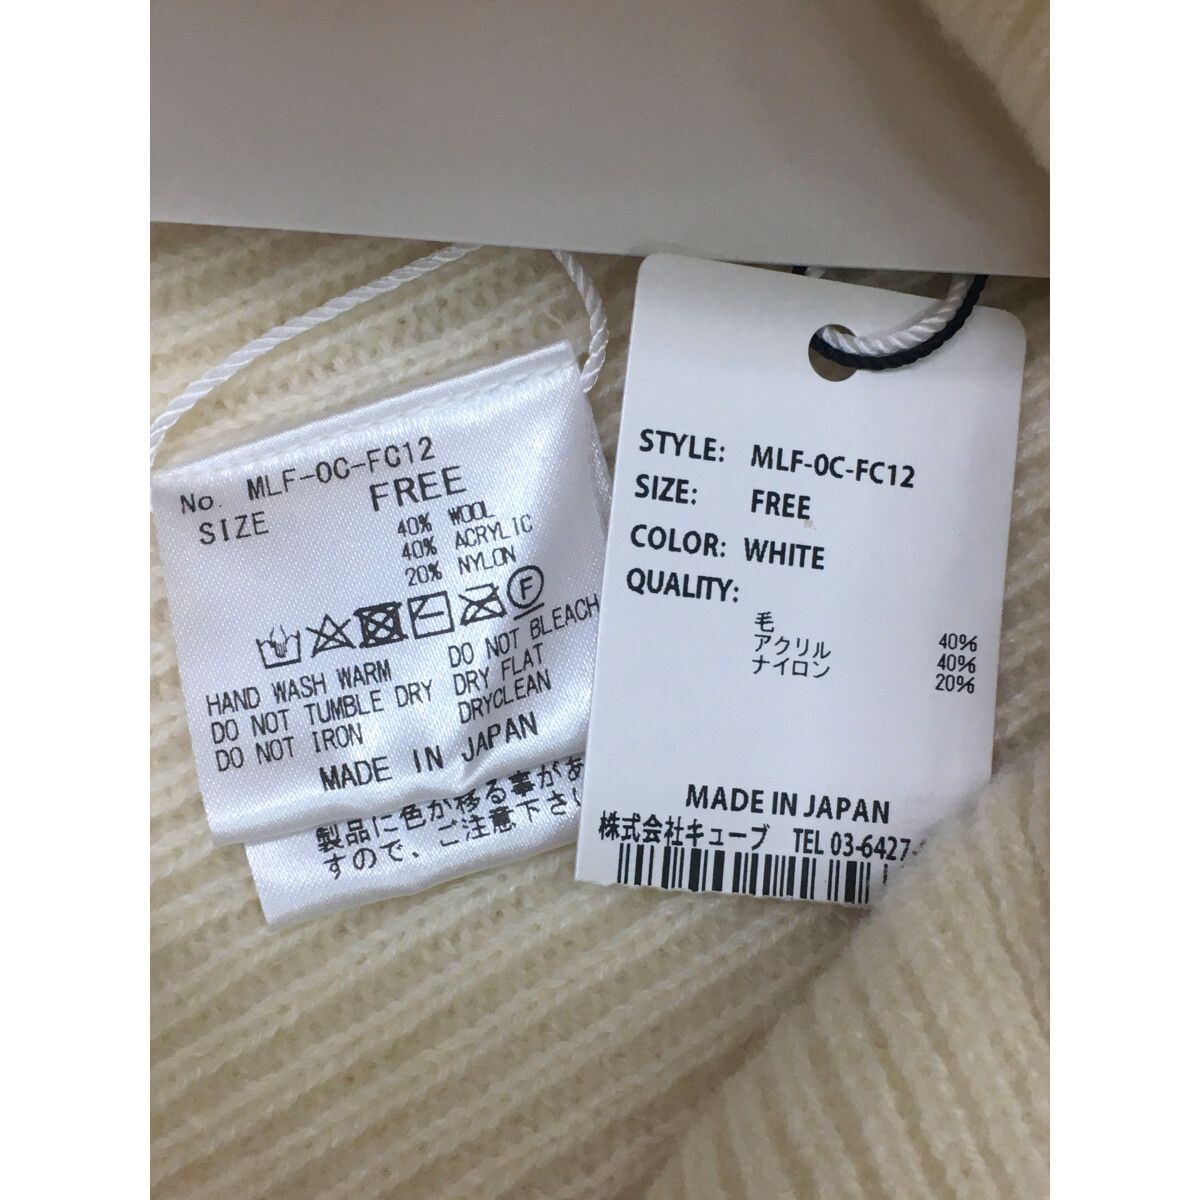 No. MLF-0C-FC12
SIZE FREE
40% WOOL
40% ACRYLIC
20% NYLON
F
HAND WASH WARM DO NOT BLEACH
DO NOT TUMBLE DRY DRY FLAT
DO NOT IRON DRYCLEAN
MADE IN JAPAN
製品に色が移る事があ
すので、ご注意下さい
STYLE: MLF-0C-FC12
SIZE: FREE
COLOR: WHITE
QUALITY:
毛 40%
アクリル 40%
ナイロン 20%
MADE IN JAPAN
株式会社キューブ TEL 03-6427-